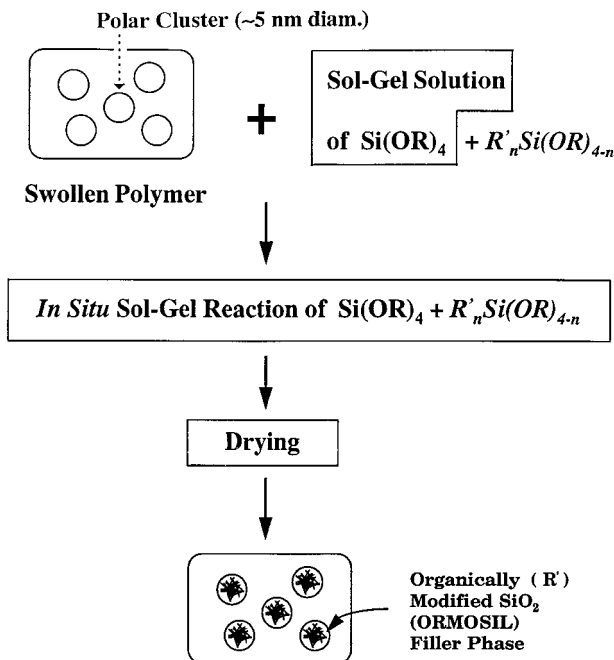 Polar Cluster (~5 nm diam.)
+
Sol-Gel Solution
of Si(OR)₄ + R'ₙSi(OR)₄₋ₙ
Swollen Polymer
In Situ Sol-Gel Reaction of Si(OR)₄ + R'ₙSi(OR)₄₋ₙ
Drying
Organically ( R' )
Modified SiO₂
(ORMOSIL)
Filler Phase